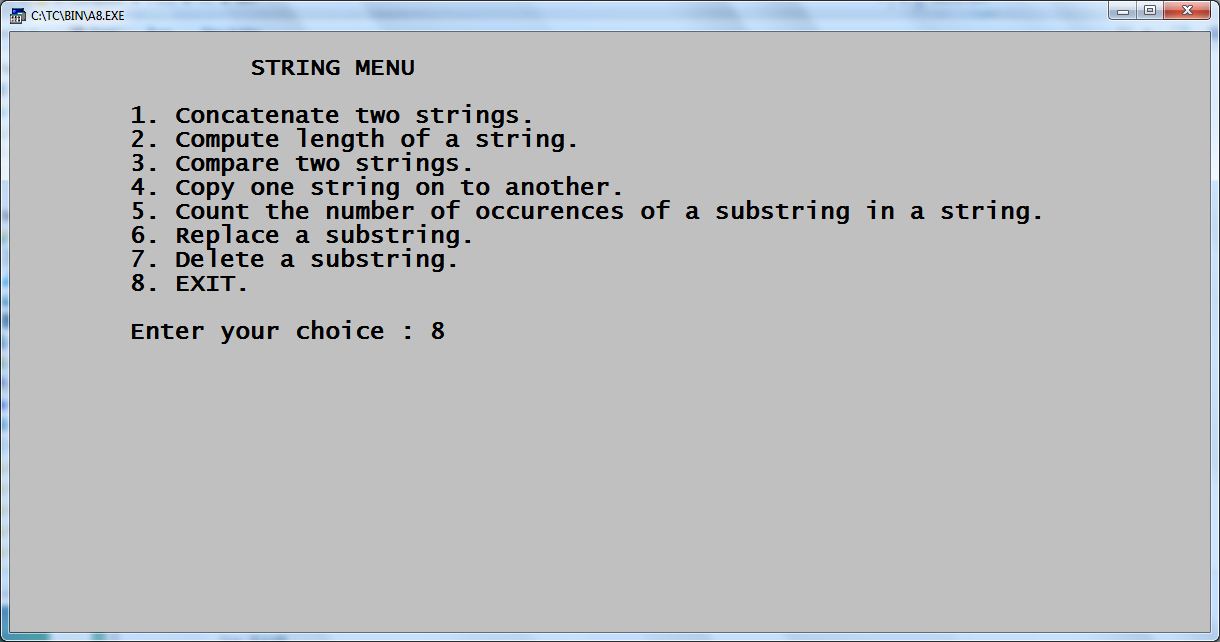 C:\TC\BIN\A8.EXE
STRING MENU
1. Concatenate two strings.
2. Compute length of a string.
3. Compare two strings.
4. Copy one string on to another.
5. Count the number of occurences of a substring in a string.
6. Replace a substring.
7. Delete a substring.
8. EXIT.
Enter your choice : 8